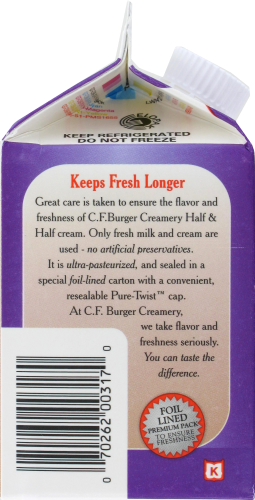 KEEP REFRIGERATED
DO NOT FREEZE
Keeps Fresh Longer
Great care is taken to ensure the flavor and
freshness of C.F.Burger Creamery Half &
Half cream. Only fresh milk and cream are
used - no artificial preservatives.
It is ultra-pasteurized, and sealed in a
special foil-lined carton with a convenient,
resealable Pure-Twist™ cap.
At C.F. Burger Creamery,
we take flavor and
freshness seriously.
You can taste the
difference.
FOIL
LINED
PREMIUM PACK
TO ENSURE
FRESHNESS
0 70262 00317 0
K